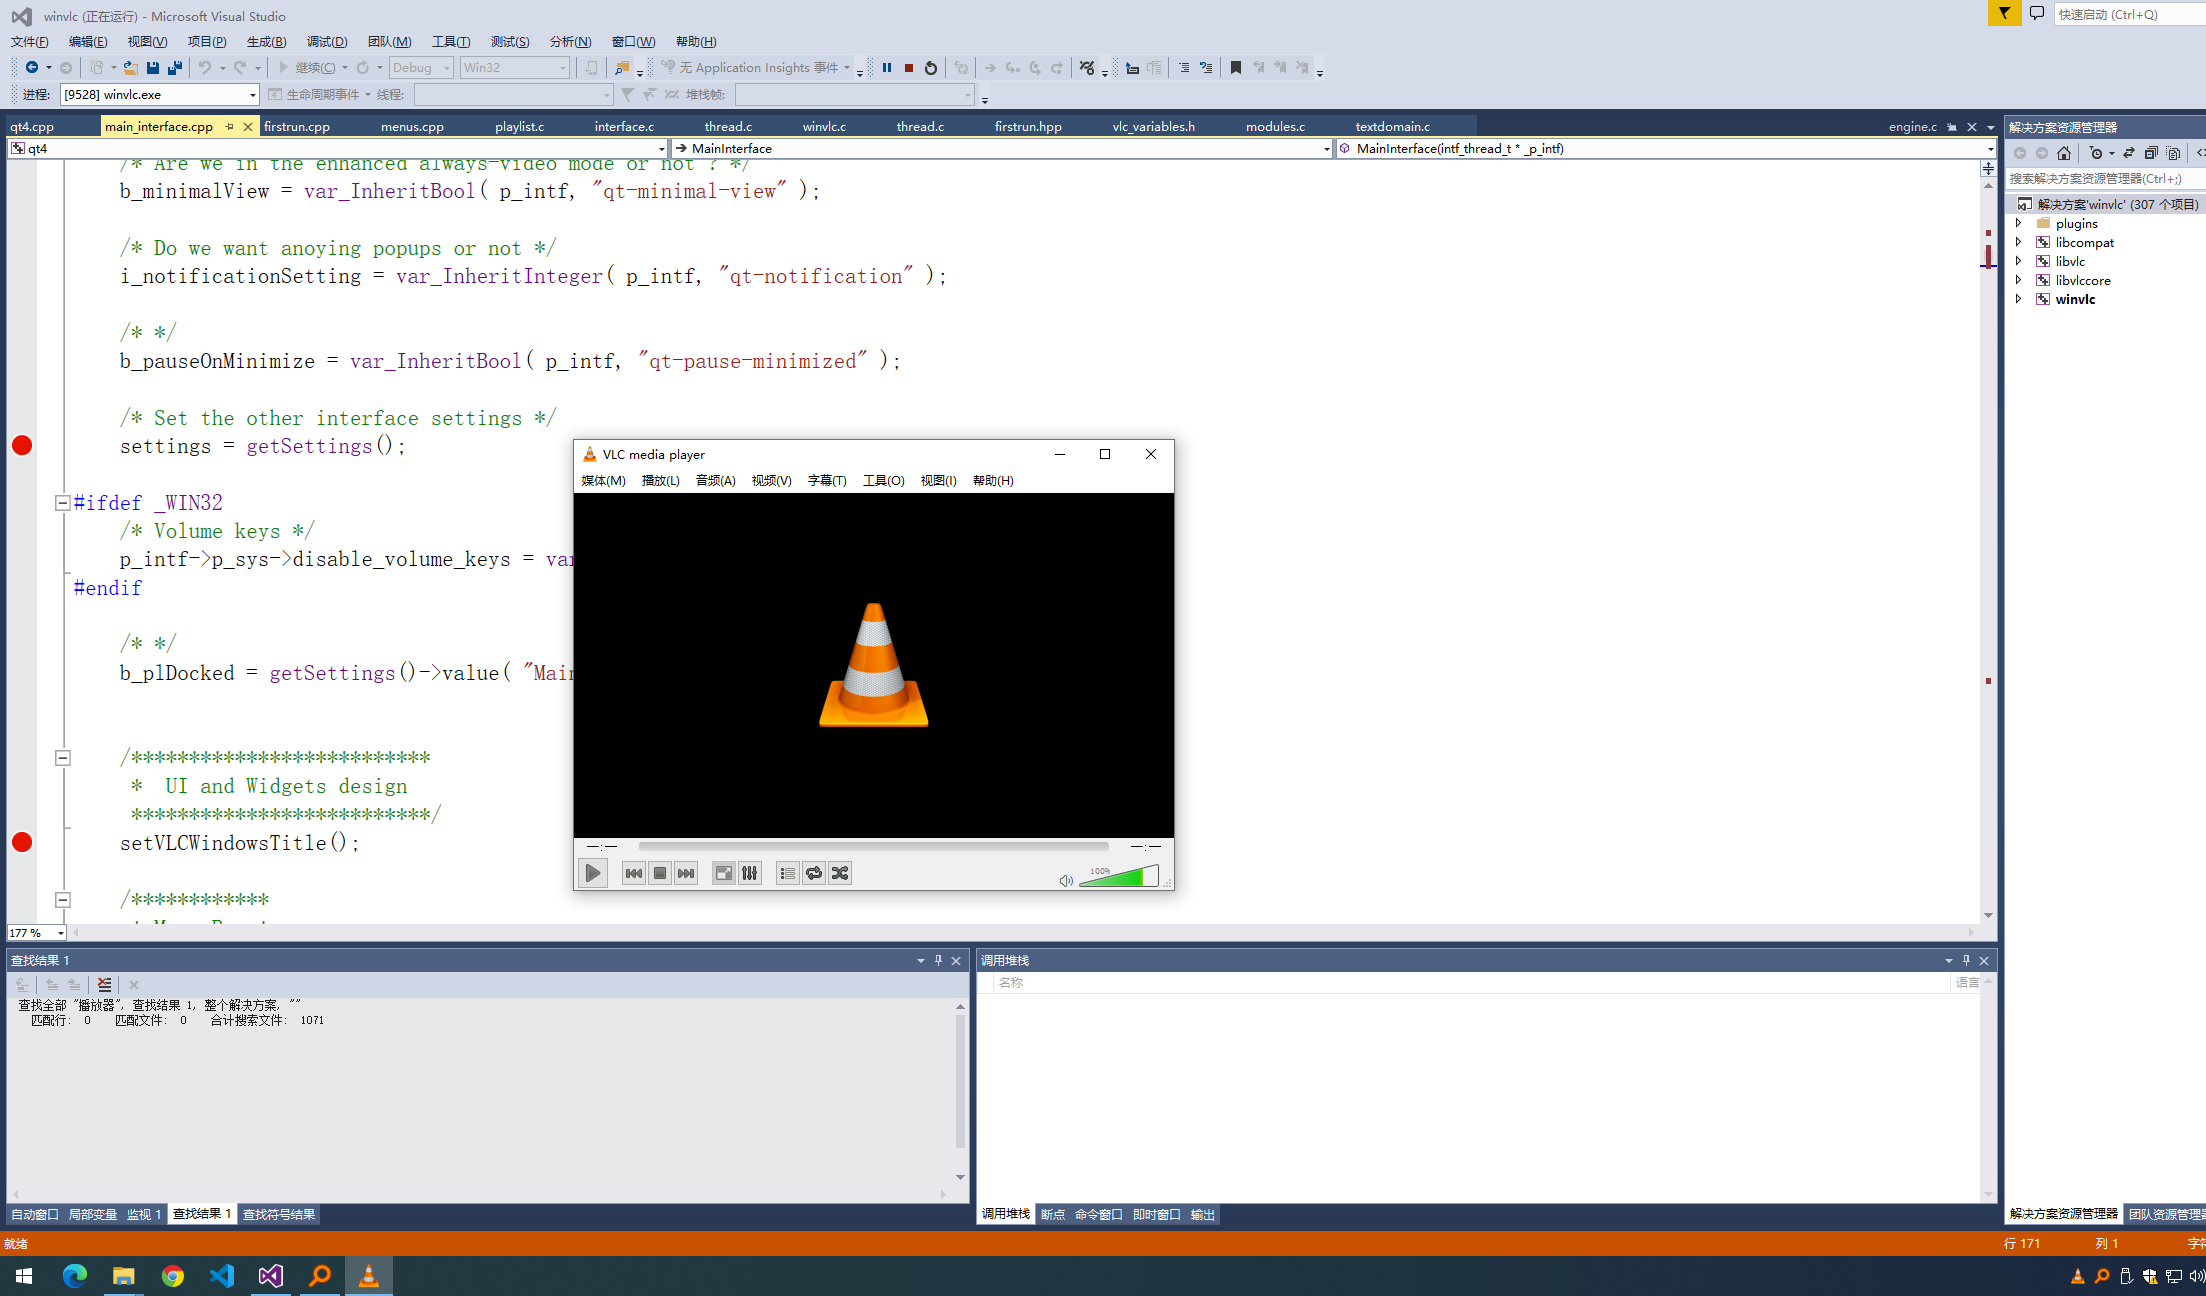 winvlc (正在运行) - Microsoft Visual Studio
快速启动 (Ctrl+Q)
文件(F) 编辑(E) 视图(V) 项目(P) 生成(B) 调试(D) 团队(M) 工具(T) 测试(S) 分析(N) 窗口(W) 帮助(H)
继续(C) Debug Win32 无 Application Insights 事件
进程: [9528] winvlc.exe 生命周期事件 线程: 堆栈帧:
qt4.cpp main_interface.cpp firstrun.cpp menus.cpp playlist.c interface.c thread.c winvlc.c thread.c firstrun.hpp vlc_variables.h modules.c textdomain.c engine.c
qt4 MainInterface MainInterface(intf_thread_t * _p_intf)
/* Are we in the enhanced always-video mode or not ? */
b_minimalView = var_InheritBool( p_intf, "qt-minimal-view" );
/* Do we want anoying popups or not */
i_notificationSetting = var_InheritInteger( p_intf, "qt-notification" );
/* */
b_pauseOnMinimize = var_InheritBool( p_intf, "qt-pause-minimized" );
/* Set the other interface settings */
settings = getSettings();
#ifdef _WIN32
/* Volume keys */
p_intf->p_sys->disable_volume_keys = var
#endif
/* */
b_plDocked = getSettings()->value( "Main
/**************************
*  UI and Widgets design
**************************/
setVLCWindowsTitle();
/************
177 %
VLC media player
媒体(M) 播放(L) 音频(A) 视频(V) 字幕(T) 工具(O) 视图(I) 帮助(H)
--:-- --:--
100%
解决方案资源管理器
搜索解决方案资源管理器(Ctrl+;)
解决方案'winvlc' (307 个项目)
plugins
libcompat
libvlc
libvlccore
winvlc
查找结果 1
查找全部 "播放器", 查找结果 1, 整个解决方案, ""
匹配行: 0 匹配文件: 0 合计搜索文件: 1071
自动窗口 局部变量 监视 1 查找结果 1 查找符号结果
调用堆栈
名称 语言
调用堆栈 断点 命令窗口 即时窗口 输出
解决方案资源管理器 团队资源管理
就绪 行 171 列 1 字符